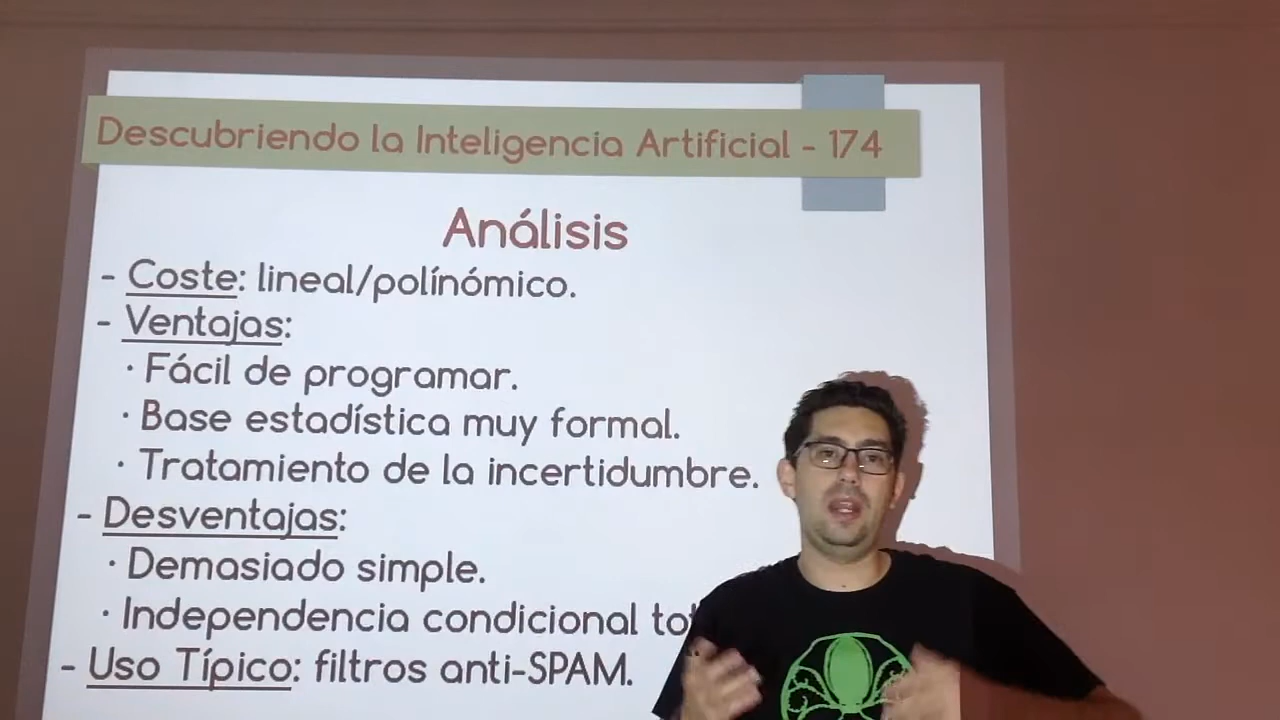 Descubriendo la Inteligencia Artificial - 174
Análisis
- Coste: lineal/polínómico.
- Ventajas:
· Fácil de programar.
· Base estadística muy formal.
· Tratamiento de la incertidumbre.
- Desventajas:
· Demasiado simple.
· Independencia condicional
- Uso Típico: filtros anti-SPAM.